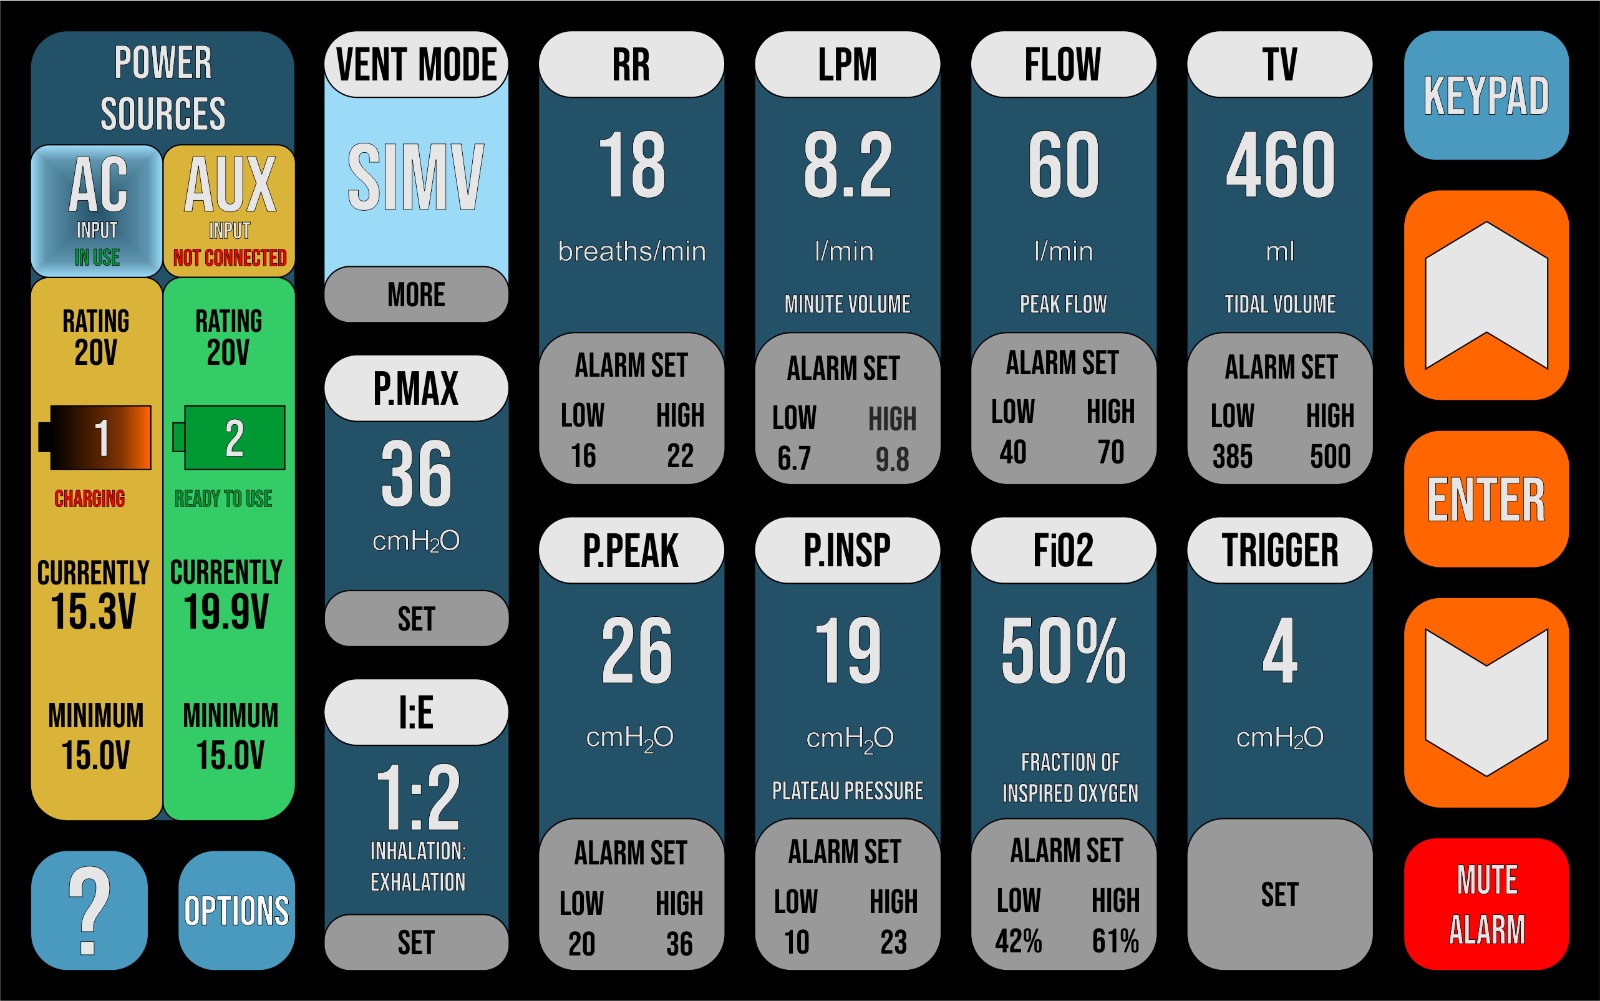 POWER
SOURCES
AC
INPUT
IN USE
AUX
INPUT
NOT CONNECTED
RATING
20V
1
CHARGING
CURRENTLY
15.3V
MINIMUM
15.0V
RATING
20V
2
READY TO USE
CURRENTLY
19.9V
MINIMUM
15.0V
?
OPTIONS
VENT MODE
SIMV
MORE
P.MAX
36
cmH₂O
SET
I:E
1:2
INHALATION:
EXHALATION
SET
RR
18
breaths/min
ALARM SET
LOW HIGH
16 22
LPM
8.2
l/min
MINUTE VOLUME
ALARM SET
LOW HIGH
6.7 9.8
FLOW
60
l/min
PEAK FLOW
ALARM SET
LOW HIGH
40 70
TV
460
ml
TIDAL VOLUME
ALARM SET
LOW HIGH
385 500
P.PEAK
26
cmH₂O
ALARM SET
LOW HIGH
20 36
P.INSP
19
cmH₂O
PLATEAU PRESSURE
ALARM SET
LOW HIGH
10 23
FiO2
50%
FRACTION OF
INSPIRED OXYGEN
ALARM SET
LOW HIGH
42% 61%
TRIGGER
4
cmH₂O
SET
KEYPAD
ENTER
MUTE
ALARM